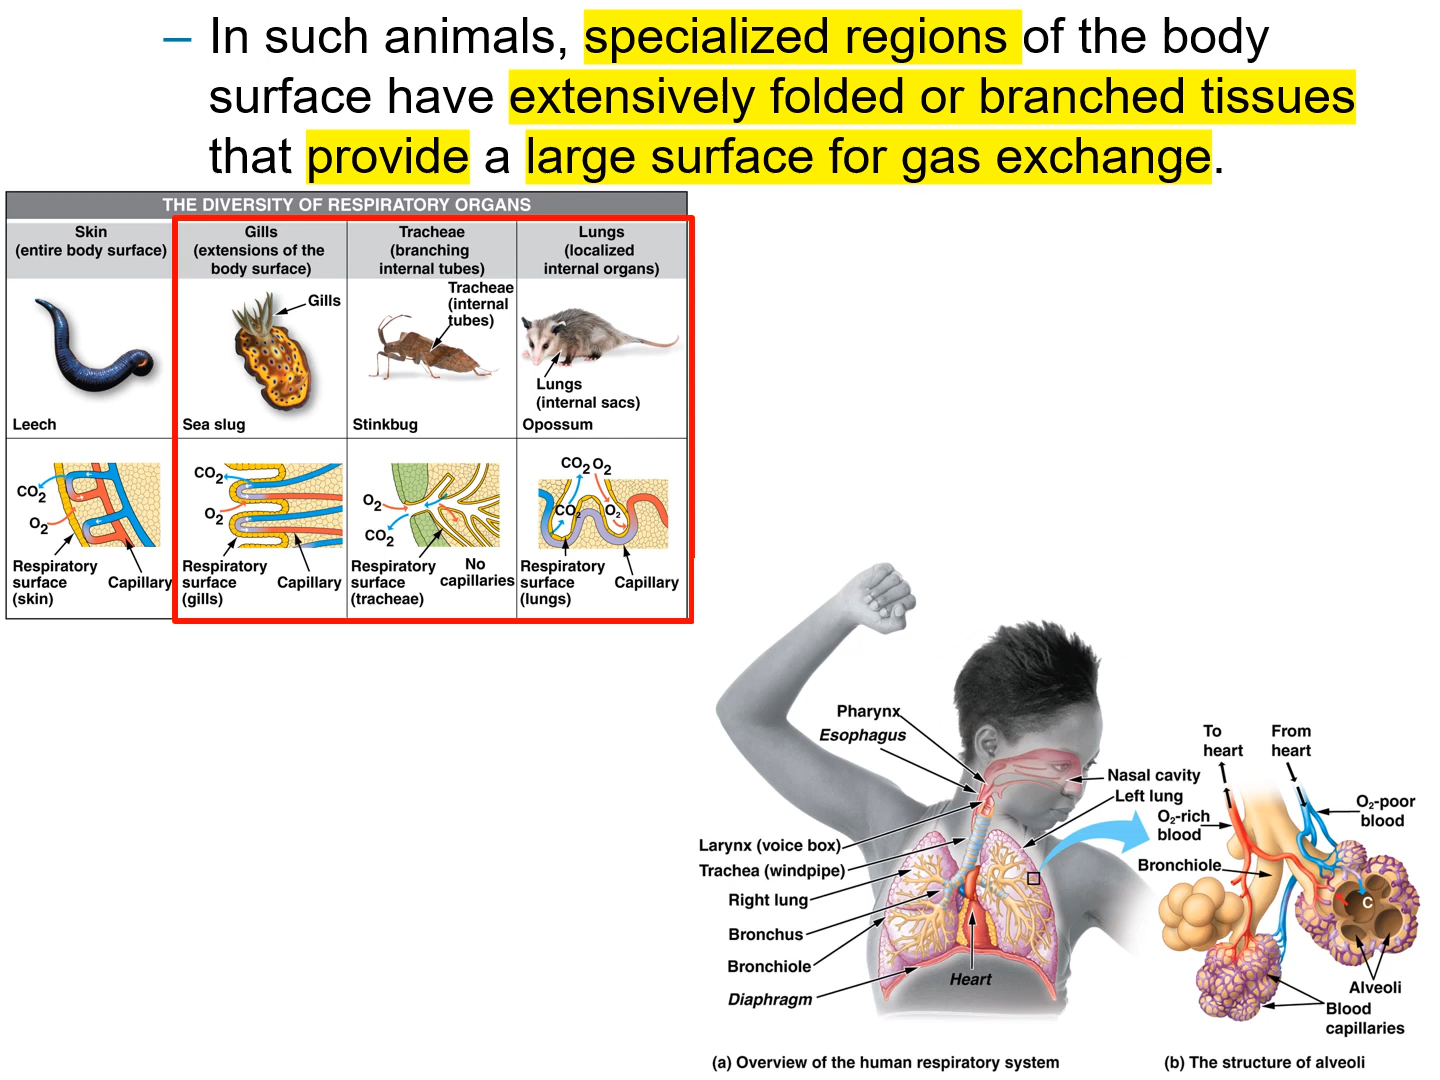 – In such animals, specialized regions of the body
surface have extensively folded or branched tissues
that provide a large surface for gas exchange.
THE DIVERSITY OF RESPIRATORY ORGANS
Skin
(entire body surface)
Gills
(extensions of the
body surface)
Tracheae
(branching
internal tubes)
Lungs
(localized
internal organs)
Leech
Gills
Sea slug
Tracheae
(internal
tubes)
Stinkbug
Lungs
(internal sacs)
Opossum
CO2
O2
Respiratory
surface
(skin)
Capillary
CO2
O2
Respiratory
surface
(gills)
Capillary
O2
CO2
Respiratory
surface
(tracheae)
No
capillaries
CO2 O2
CO2 O2
Respiratory
surface
(lungs)
Capillary
Pharynx
Esophagus
Larynx (voice box)
Trachea (windpipe)
Right lung
Bronchus
Bronchiole
Diaphragm
Nasal cavity
Left lung
Heart
(a) Overview of the human respiratory system
To
heart
From
heart
O2-rich
blood
O2-poor
blood
Bronchiole
C
Alveoli
Blood
capillaries
(b) The structure of alveoli